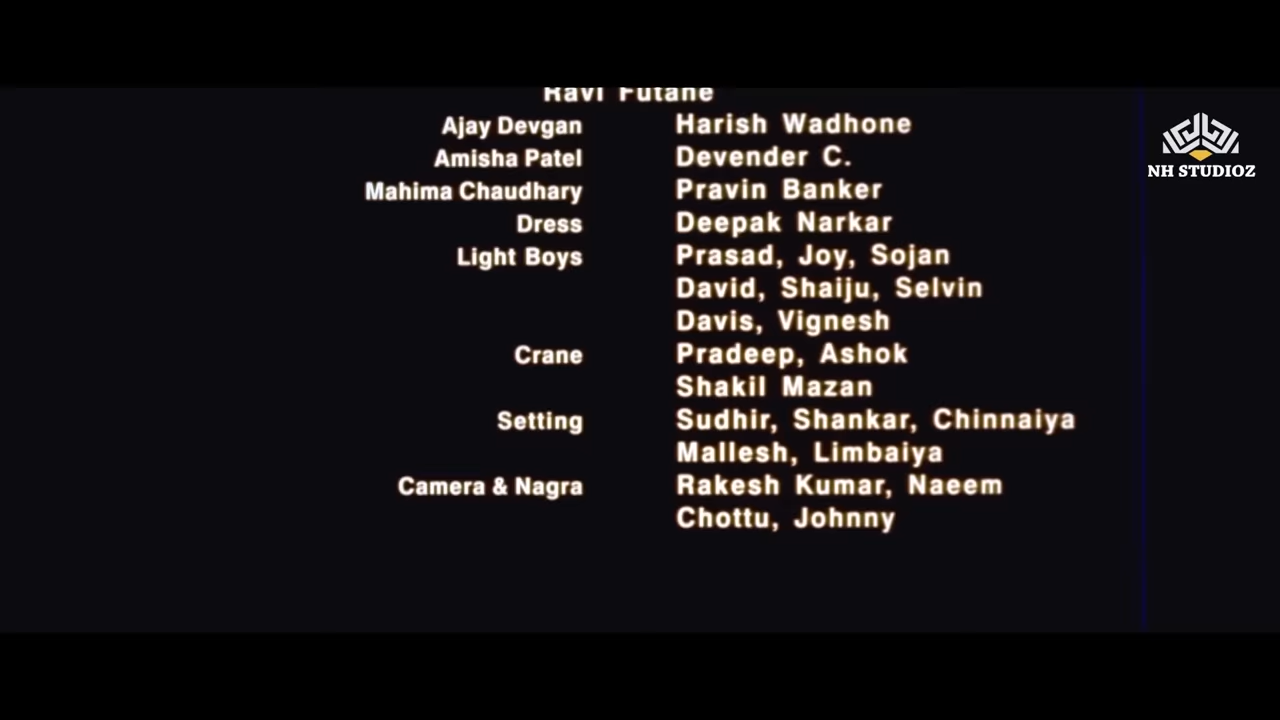 Ravi Futane
Ajay Devgan Harish Wadhone
Amisha Patel Devender C.
Mahima Chaudhary Pravin Banker
Dress Deepak Narkar
Light Boys Prasad, Joy, Sojan
David, Shaiju, Selvin
Davis, Vignesh
Crane Pradeep, Ashok
Shakil Mazan
Setting Sudhir, Shankar, Chinnaiya
Mallesh, Limbaiya
Camera & Nagra Rakesh Kumar, Naeem
Chottu, Johnny
NH STUDIOZ